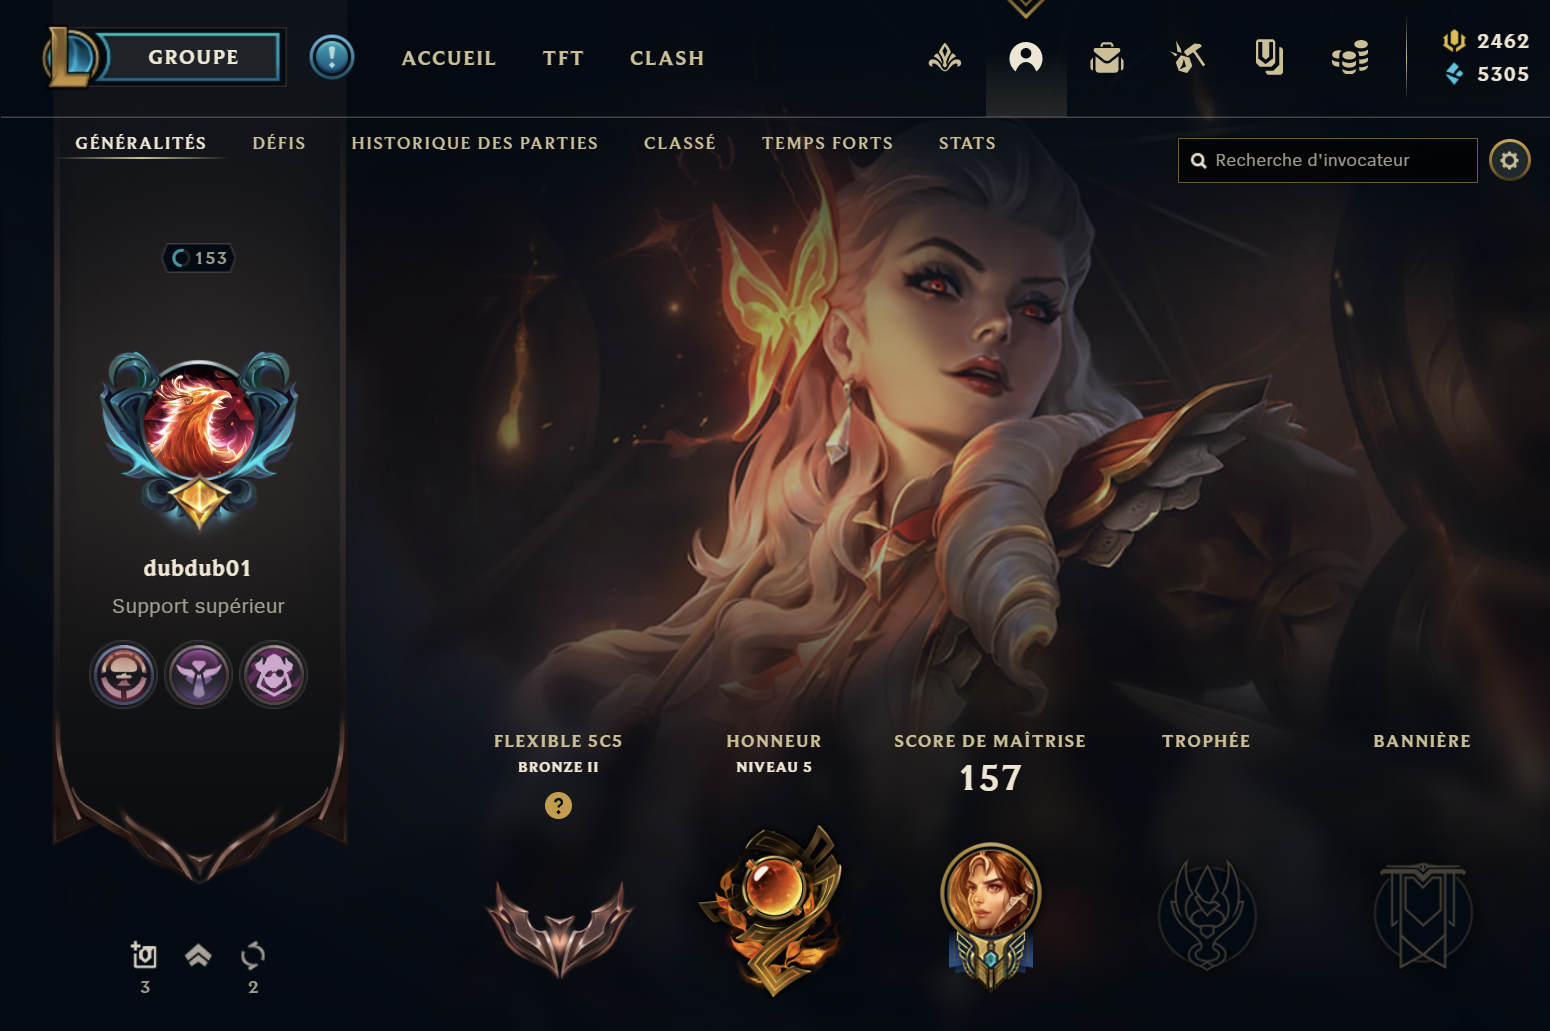 GROUPE
ACCUEIL
TFT
CLASH
2462
5305
GÉNÉRALITÉS
DÉFIS
HISTORIQUE DES PARTIES
CLASSÉ
TEMPS FORTS
STATS
Recherche d'invocateur
153
dubdub01
Support supérieur
FLEXIBLE 5C5
BRONZE II
?
HONNEUR
NIVEAU 5
SCORE DE MAÎTRISE
157
TROPHÉE
BANNIÈRE
3
2